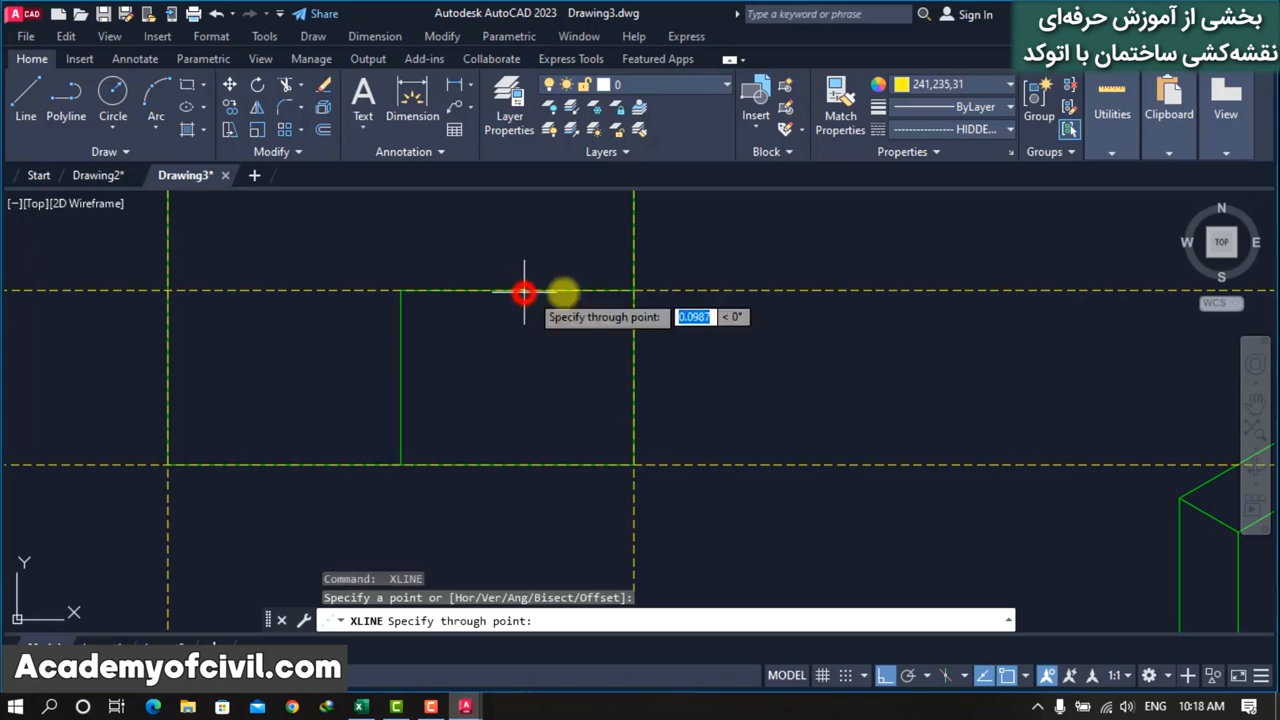 CAD
Share
Autodesk AutoCAD 2023 Drawing3.dwg
Type a keyword or phrase
Sign In
بخشی از آموزش حرفه‌ای
نقشه‌کشی ساختمان با اتوکد
File Edit View Insert Format Tools Draw Dimension Modify Parametric Window Help Express
Home Insert Annotate Parametric View Manage Output Add-ins Collaborate Express Tools Featured Apps
0
241,235,31
ByLayer
HIDDE...
Line Polyline Circle Arc
Text Dimension
Layer Properties
Insert
Match Properties
Group
Utilities Clipboard View
Draw Modify Annotation Layers Block Properties Groups
Start Drawing2* Drawing3*
[−][Top][2D Wireframe]
N
W TOP E
S
WCS
Specify through point: 0.0987 < 0°
Y
X
Command: XLINE
Specify a point or [Hor/Ver/Ang/Bisect/Offset]:
XLINE Specify through point:
Academyofcivil.com
MODEL 1:1
ENG 10:18 AM